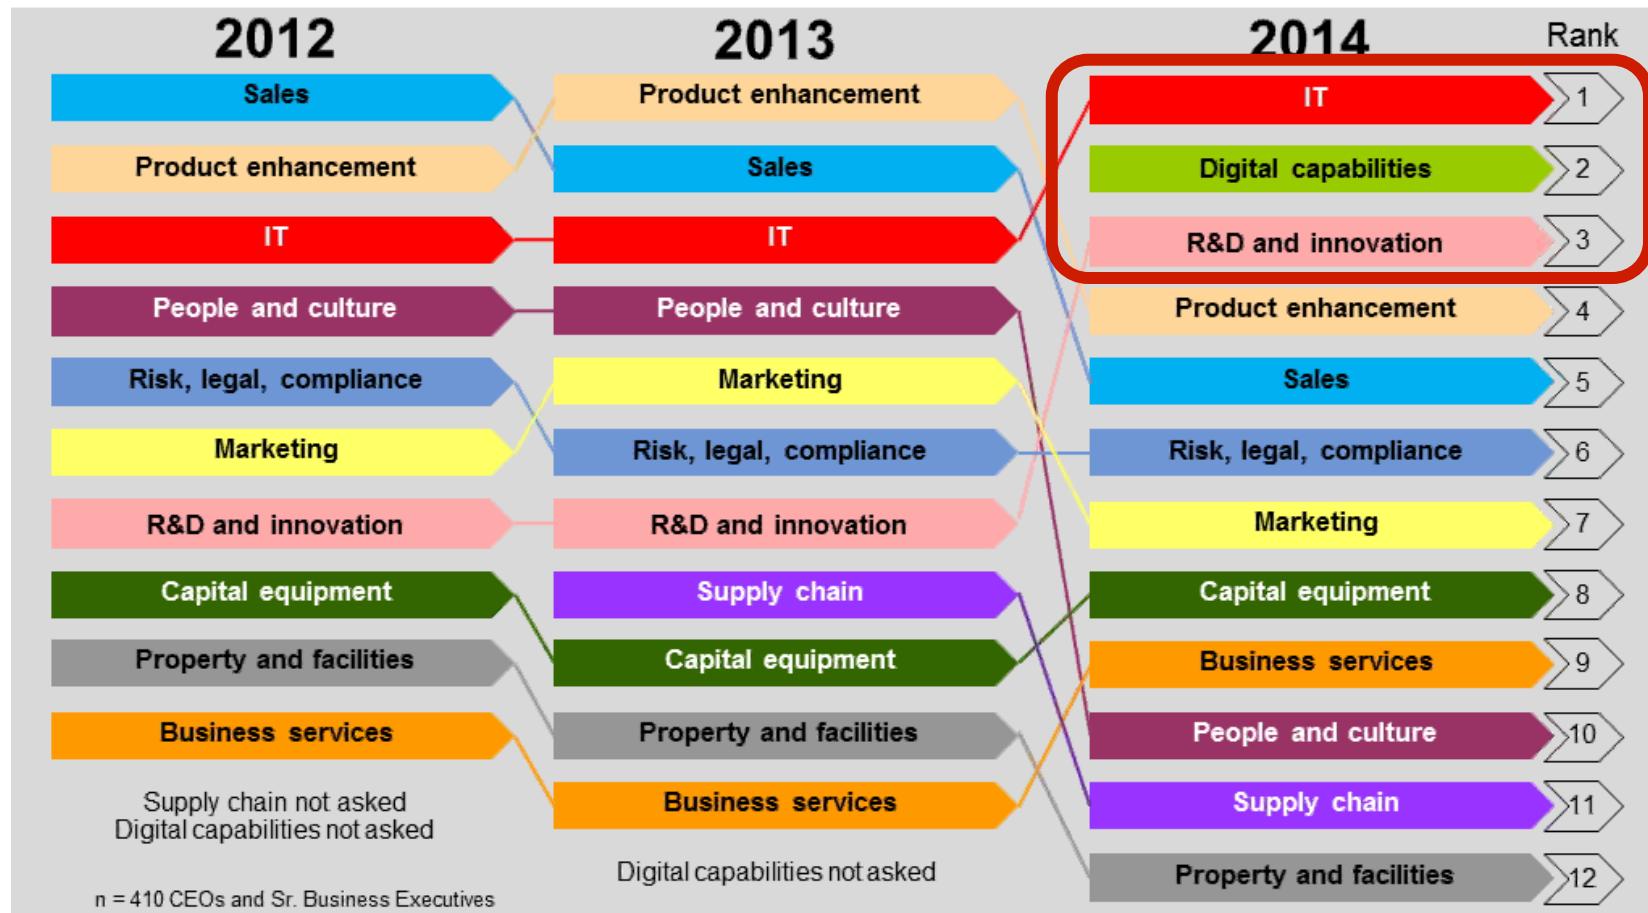 2012
2013
2014
Rank
Sales
Product enhancement
IT
1
Product enhancement
Sales
Digital capabilities
2
IT
IT
R&D and innovation
3
People and culture
People and culture
Product enhancement
4
Risk, legal, compliance
Marketing
Sales
5
Marketing
Risk, legal, compliance
Risk, legal, compliance
6
R&D and innovation
R&D and innovation
Marketing
7
Capital equipment
Supply chain
Capital equipment
8
Property and facilities
Capital equipment
Business services
9
Business services
Property and facilities
People and culture
10
Supply chain not asked
Digital capabilities not asked
Business services
Supply chain
11
Digital capabilities not asked
Property and facilities
12
n = 410 CEOs and Sr. Business Executives